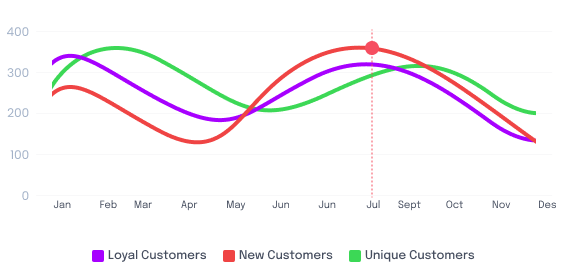 400
300
200
100
0
Jan Feb Mar Apr May Jun Jun Jul Sept Oct Nov Des
Loyal Customers New Customers Unique Customers